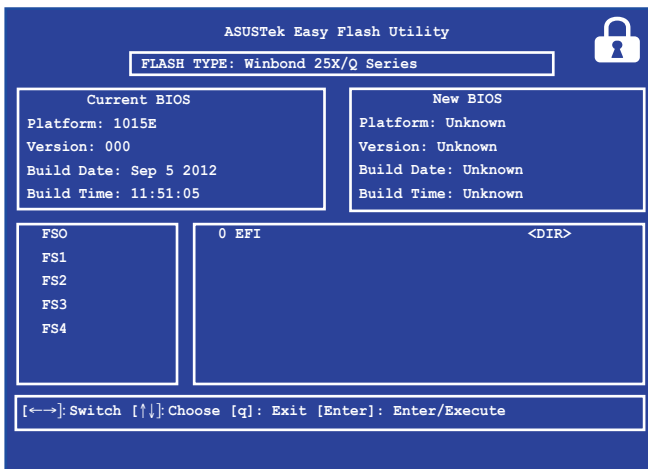 ASUSTek Easy Flash Utility
FLASH TYPE: Winbond 25X/Q Series
Current BIOS
Platform: 1015E
Version: 000
Build Date: Sep 5 2012
Build Time: 11:51:05
New BIOS
Platform: Unknown
Version: Unknown
Build Date: Unknown
Build Time: Unknown
FSO
FS1
FS2
FS3
FS4
0 EFI <DIR>
[←→]: Switch [↑↓]: Choose [q]: Exit [Enter]: Enter/Execute